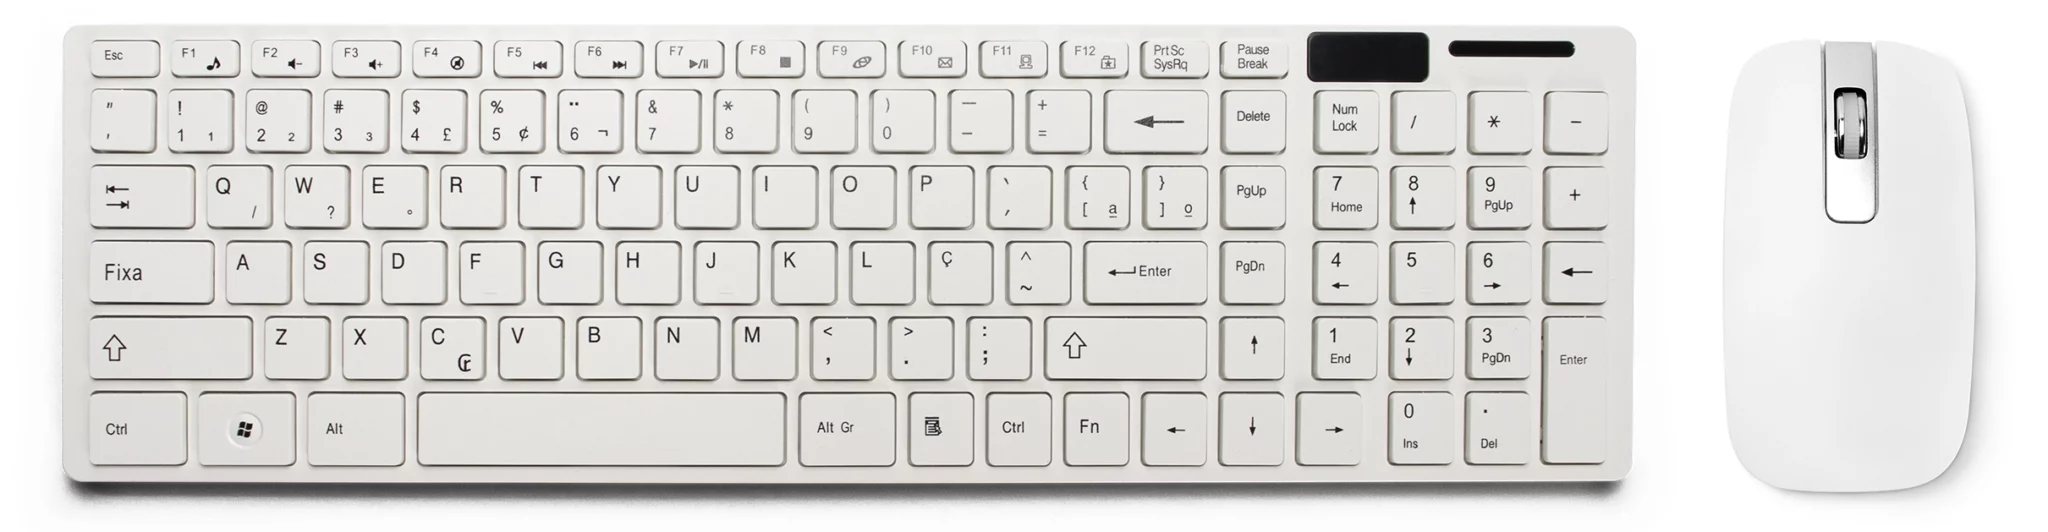 Esc F1 F2 F3 F4 F5 F6 F7 F8 F9 F10 F11 F12 PrtSc Pause
SysRq Break
" ! @ # $ % ¨ & * ( ) — +
' 1 1 2 2 3 3 4 £ 5 ¢ 6 ¬ 7 8 9 0 – = Delete Num Lock / * −
Q / W ? E ° R T Y U I O P ` ´ { [ ª } ] º PgUp 7 Home 8 ↑ 9 PgUp +
Fixa A S D F G H J K L Ç ^ ~ ↵ Enter PgDn 4 ← 5 6 → ←
⇧ Z X C ₢ V B N M < , > . : ; ⇧ ↑ 1 End 2 ↓ 3 PgDn Enter
Ctrl Alt Alt Gr Ctrl Fn ← ↓ → 0 Ins . Del